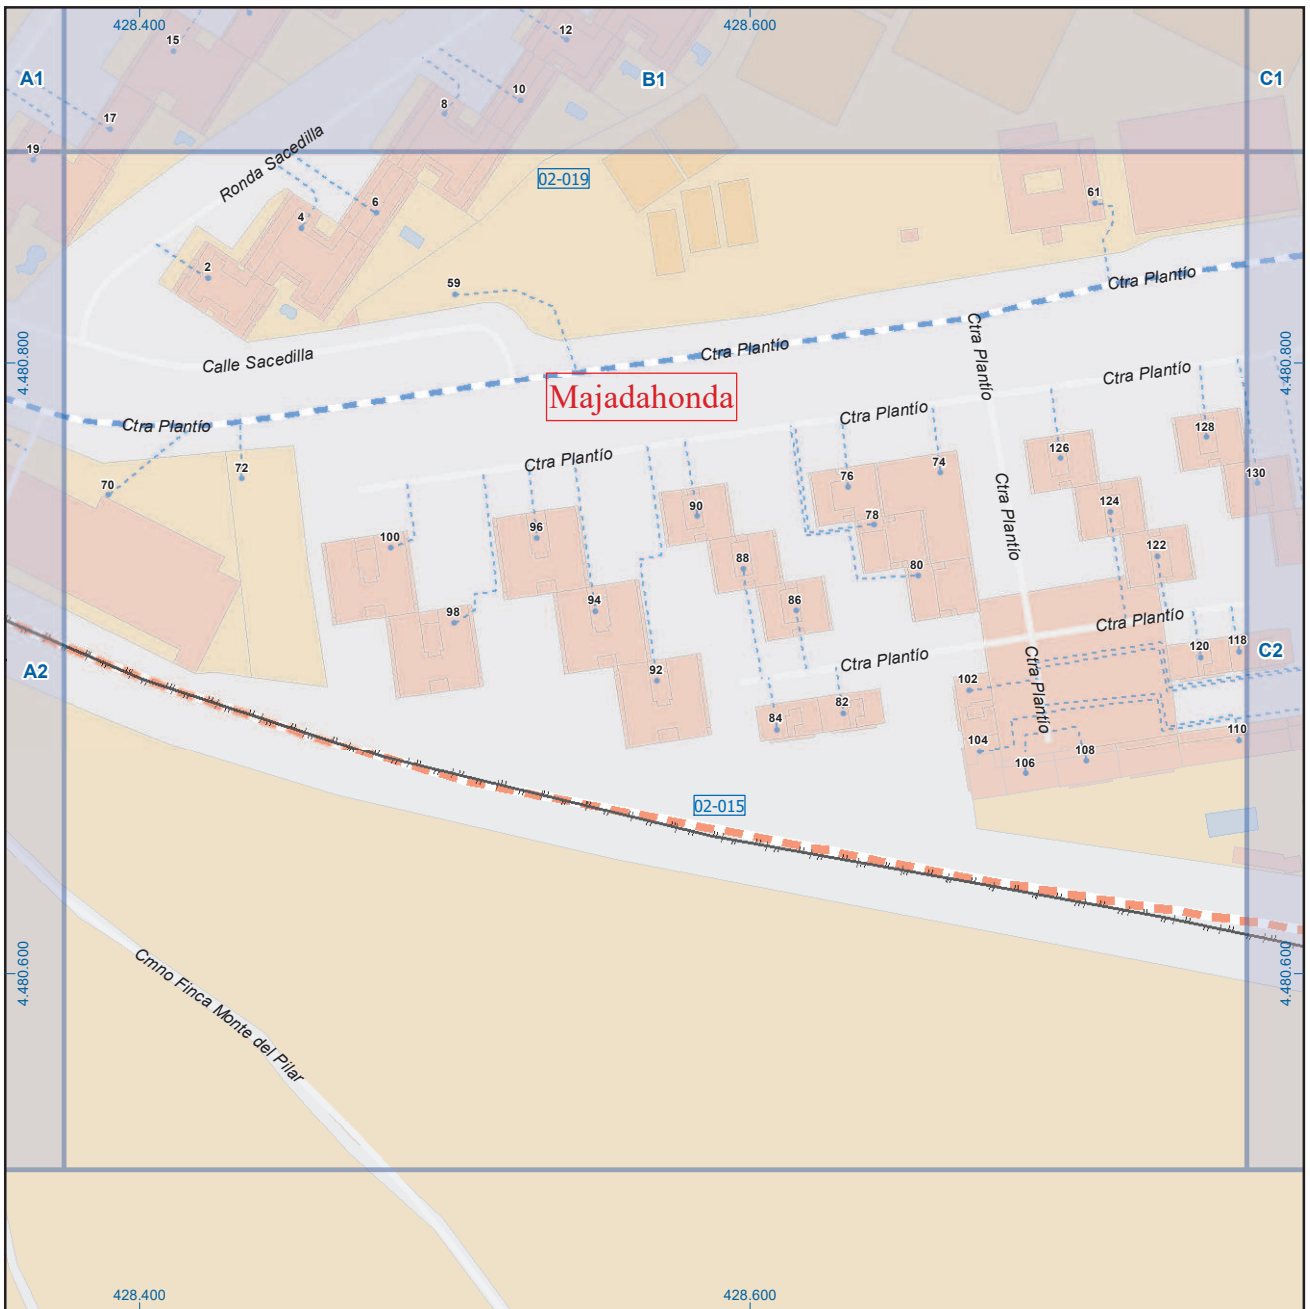 428.400
428.600
15
12
A1
B1
C1
10
8
17
19
Ronda Sacedilla
02-019
61
6
4
2
59
Ctra Plantío
Ctra Plantío
4.480.800
Calle Sacedilla
Ctra Plantío
4.480.800
Ctra Plantío
Majadahonda
Ctra Plantío
Ctra Plantío
Ctra Plantío
128
126
72
70
74
76
130
90
Ctra Plantío
124
78
96
100
122
88
80
94
86
98
Ctra Plantío
120
118
C2
Ctra Plantío
A2
92
102
Ctra Plantío
82
84
104
110
106
108
02-015
4.480.600
4.480.600
Cmno Finca Monte del Pilar
428.400
428.600